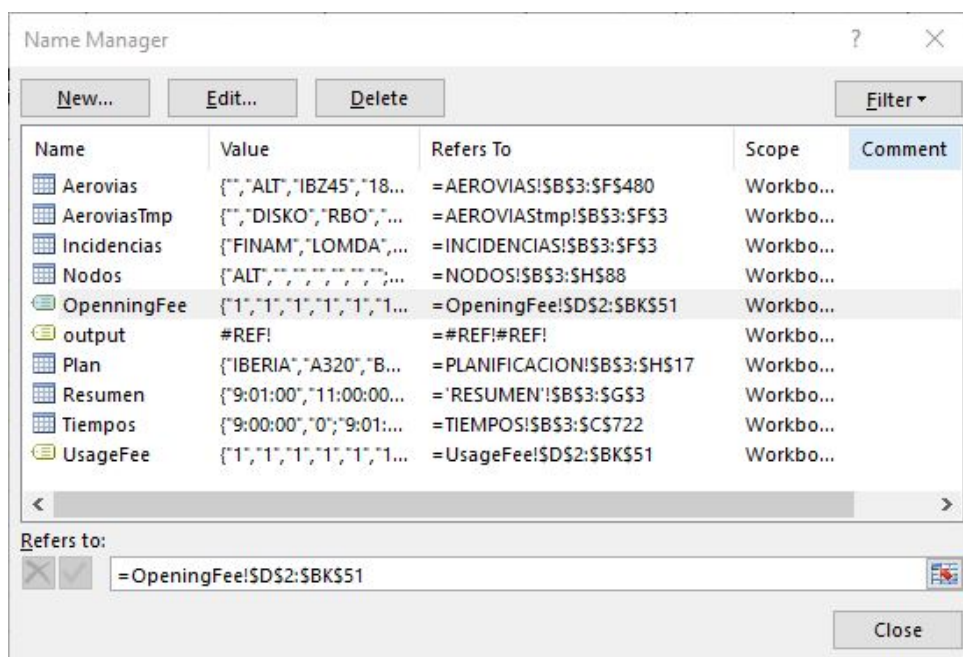 Name Manager ? ×
New... Edit... Delete Filter
Name Value Refers To Scope Comment
Aerovias {"","ALT","IBZ45","18... =AEROVIAS!$B$3:$F$480 Workbo...
AeroviasTmp {"","DISKO","RBO","... =AEROVIAStmp!$B$3:$F$3 Workbo...
Incidencias {"FINAM","LOMDA",... =INCIDENCIAS!$B$3:$F$3 Workbo...
Nodos {"ALT","","","","","","";... =NODOS!$B$3:$H$88 Workbo...
OpenningFee {"1","1","1","1","1","1... =OpeningFee!$D$2:$BK$51 Workbo...
output #REF! =#REF!#REF! Workbo...
Plan {"IBERIA","A320","B... =PLANIFICACION!$B$3:$H$17 Workbo...
Resumen {"9:01:00","11:00:00... ='RESUMEN'!$B$3:$G$3 Workbo...
Tiempos {"9:00:00","0";"9:01:... =TIEMPOS!$B$3:$C$722 Workbo...
UsageFee {"1","1","1","1","1","1... =UsageFee!$D$2:$BK$51 Workbo...
Refers to:
=OpeningFee!$D$2:$BK$51
Close